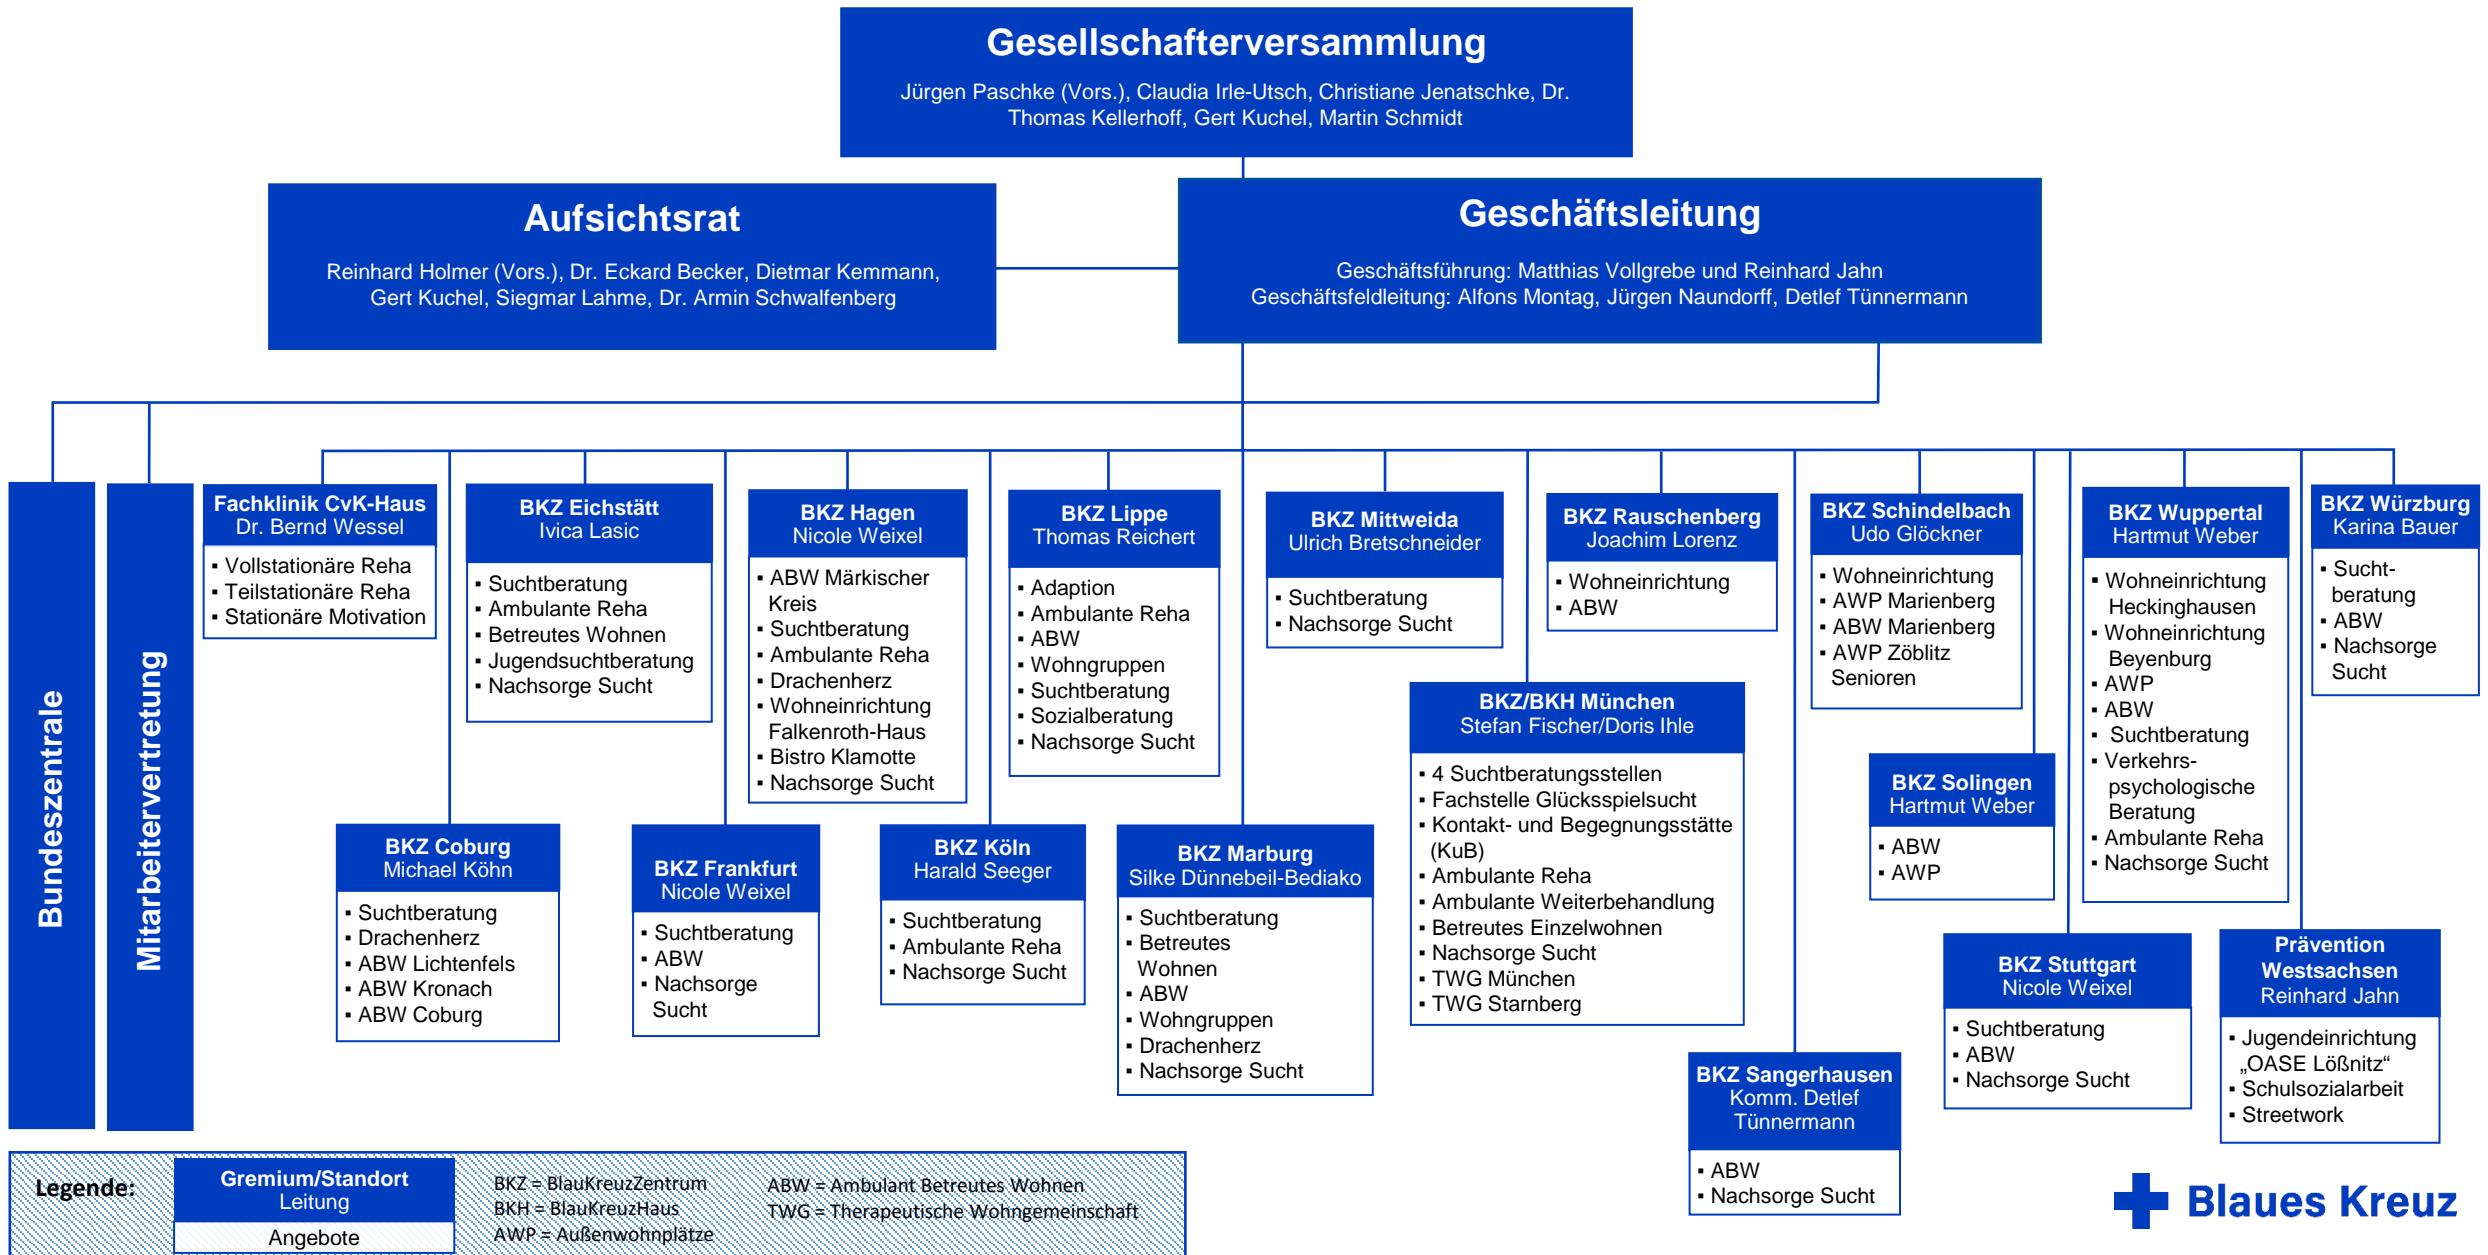 Gesellschafterversammlung
Jürgen Paschke (Vors.), Claudia Irle-Utsch, Christiane Jenatschke, Dr.
Thomas Kellerhoff, Gert Kuchel, Martin Schmidt
Aufsichtsrat
Reinhard Holmer (Vors.), Dr. Eckard Becker, Dietmar Kemmann,
Gert Kuchel, Siegmar Lahme, Dr. Armin Schwalfenberg
Geschäftsleitung
Geschäftsführung: Matthias Vollgrebe und Reinhard Jahn
Geschäftsfeldleitung: Alfons Montag, Jürgen Naundorff, Detlef Tünnermann
Bundeszentrale
Mitarbeitervertretung
Fachklinik CvK-Haus
Dr. Bernd Wessel
▪ Vollstationäre Reha
▪ Teilstationäre Reha
▪ Stationäre Motivation
BKZ Eichstätt
Ivica Lasic
▪ Suchtberatung
▪ Ambulante Reha
▪ Betreutes Wohnen
▪ Jugendsuchtberatung
▪ Nachsorge Sucht
BKZ Hagen
Nicole Weixel
▪ ABW Märkischer
Kreis
▪ Suchtberatung
▪ Ambulante Reha
▪ Drachenherz
▪ Wohneinrichtung
Falkenroth-Haus
▪ Bistro Klamotte
▪ Nachsorge Sucht
BKZ Lippe
Thomas Reichert
▪ Adaption
▪ Ambulante Reha
▪ ABW
▪ Wohngruppen
▪ Suchtberatung
▪ Sozialberatung
▪ Nachsorge Sucht
BKZ Mittweida
Ulrich Bretschneider
▪ Suchtberatung
▪ Nachsorge Sucht
BKZ Rauschenberg
Joachim Lorenz
▪ Wohneinrichtung
▪ ABW
BKZ Schindelbach
Udo Glöckner
▪ Wohneinrichtung
▪ AWP Marienberg
▪ ABW Marienberg
▪ AWP Zöblitz
Senioren
BKZ Wuppertal
Hartmut Weber
▪ Wohneinrichtung
Heckinghausen
▪ Wohneinrichtung
Beyenburg
▪ AWP
▪ ABW
▪ Suchtberatung
▪ Verkehrs-
psychologische
Beratung
▪ Ambulante Reha
▪ Nachsorge Sucht
BKZ Würzburg
Karina Bauer
▪ Sucht-
beratung
▪ ABW
▪ Nachsorge
Sucht
BKZ Coburg
Michael Köhn
▪ Suchtberatung
▪ Drachenherz
▪ ABW Lichtenfels
▪ ABW Kronach
▪ ABW Coburg
BKZ Frankfurt
Nicole Weixel
▪ Suchtberatung
▪ ABW
▪ Nachsorge
Sucht
BKZ Köln
Harald Seeger
▪ Suchtberatung
▪ Ambulante Reha
▪ Nachsorge Sucht
BKZ Marburg
Silke Dünnebeil-Bediako
▪ Suchtberatung
▪ Betreutes
Wohnen
▪ ABW
▪ Wohngruppen
▪ Drachenherz
▪ Nachsorge Sucht
BKZ/BKH München
Stefan Fischer/Doris Ihle
▪ 4 Suchtberatungsstellen
▪ Fachstelle Glücksspielsucht
▪ Kontakt- und Begegnungsstätte
(KuB)
▪ Ambulante Reha
▪ Ambulante Weiterbehandlung
▪ Betreutes Einzelwohnen
▪ Nachsorge Sucht
▪ TWG München
▪ TWG Starnberg
BKZ Sangerhausen
Komm. Detlef
Tünnermann
▪ ABW
▪ Nachsorge Sucht
BKZ Solingen
Hartmut Weber
▪ ABW
▪ AWP
BKZ Stuttgart
Nicole Weixel
▪ Suchtberatung
▪ ABW
▪ Nachsorge Sucht
Prävention
Westsachsen
Reinhard Jahn
▪ Jugendeinrichtung
„OASE Lößnitz“
▪ Schulsozialarbeit
▪ Streetwork
Legende:
Gremium/Standort
Leitung
Angebote
BKZ = BlauKreuzZentrum
BKH = BlauKreuzHaus
AWP = Außenwohnplätze
ABW = Ambulant Betreutes Wohnen
TWG = Therapeutische Wohngemeinschaft
Blaues Kreuz